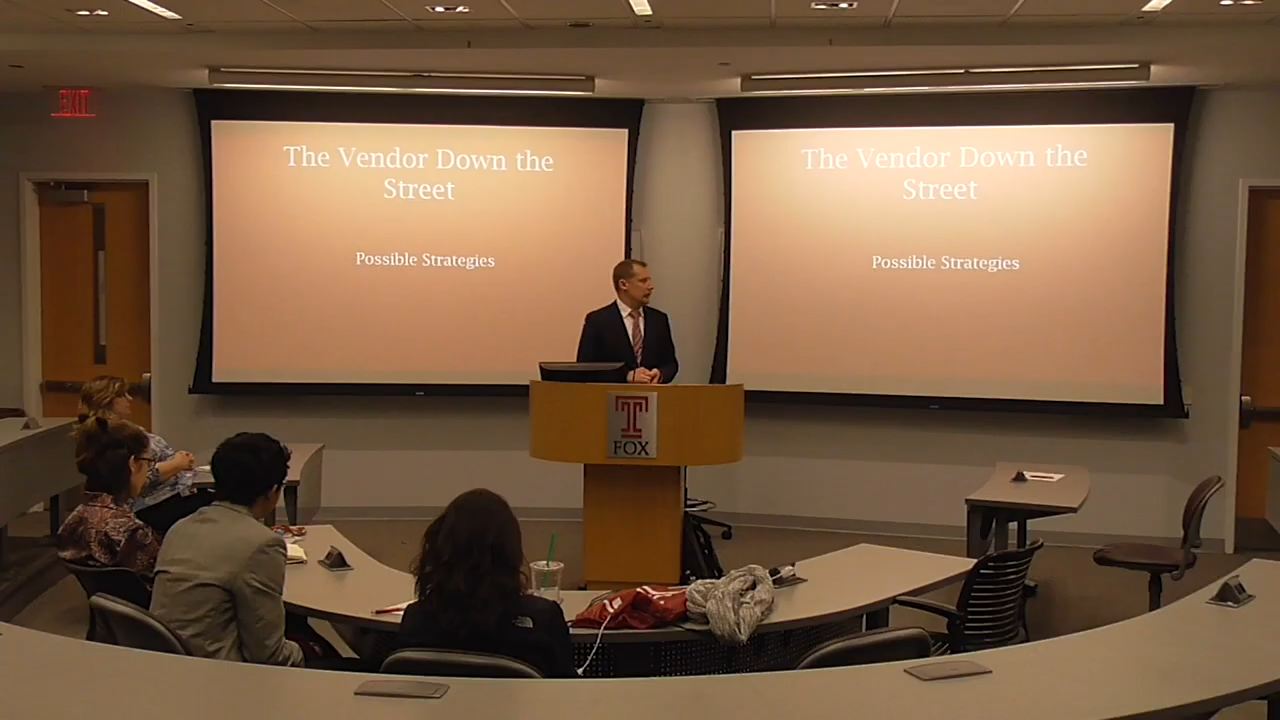 EXIT
The Vendor Down the
Street
Possible Strategies
The Vendor Down the
Street
Possible Strategies
T
FOX